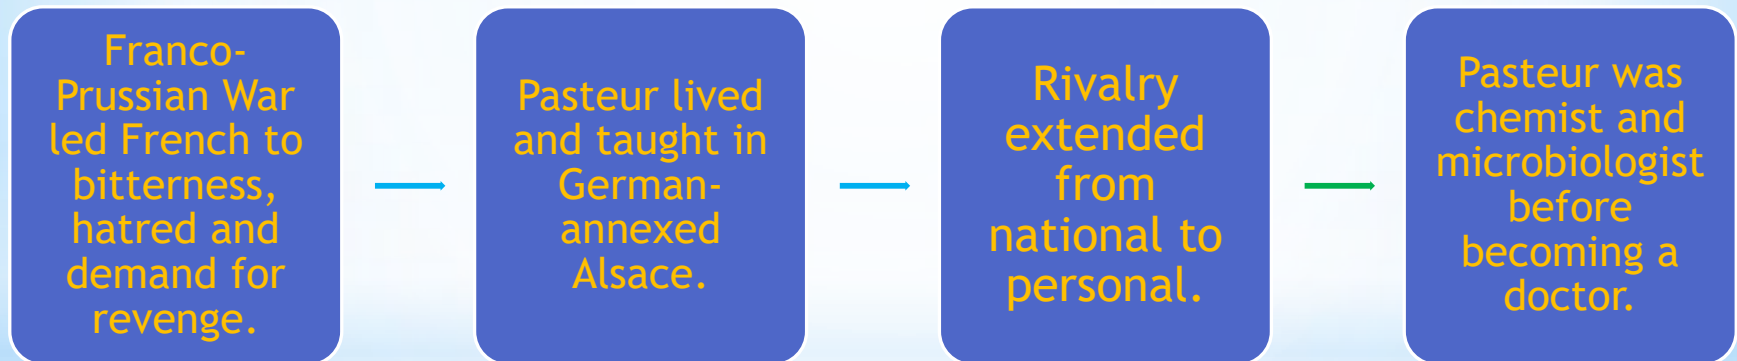 Franco-
Prussian War
led French to
bitterness,
hatred and
demand for
revenge.
Pasteur lived
and taught in
German-
annexed
Alsace.
Rivalry
extended
from
national to
personal.
Pasteur was
chemist and
microbiologist
before
becoming a
doctor.